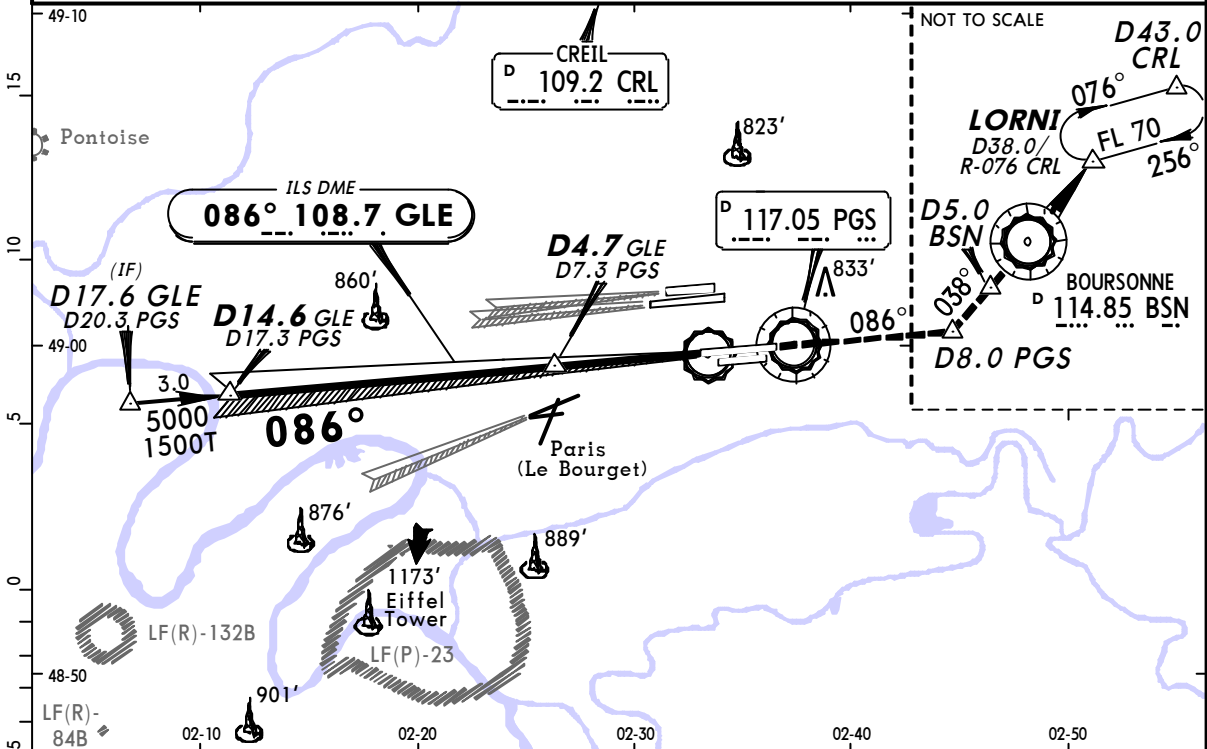 49-10
NOT TO SCALE
D43.0
CRL
CREIL
D 109.2 CRL
15
076°
LORNI
D38.0/
R-076 CRL
FL 70
256°
Pontoise
823'
ILS DME
086° 108.7 GLE
D 117.05 PGS
D5.0
BSN
10
(IF)
D17.6 GLE
D20.3 PGS
D14.6 GLE
D17.3 PGS
860'
D4.7 GLE
D7.3 PGS
833'
038°
BOURSONNE
D 114.85 BSN
086°
D8.0 PGS
49-00
3.0
5000
1500T
086°
5
Paris
(Le Bourget)
876'
889'
0
1173'
Eiffel
Tower
LF(R)-132B
LF(P)-23
48-50
901'
LF(R)-
84B
5
02-10
02-20
02-30
02-40
02-50